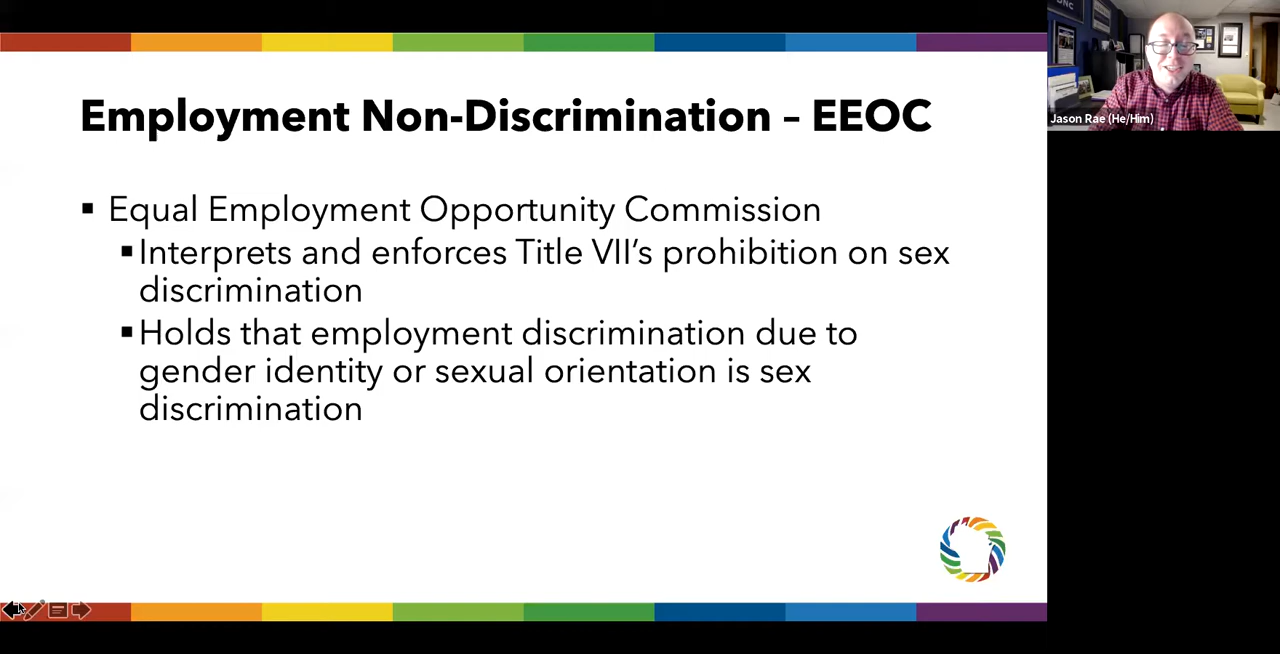 Employment Non-Discrimination – EEOC
▪ Equal Employment Opportunity Commission
▪ Interprets and enforces Title VII’s prohibition on sex
discrimination
▪ Holds that employment discrimination due to
gender identity or sexual orientation is sex
discrimination
Jason Rae (He/Him)